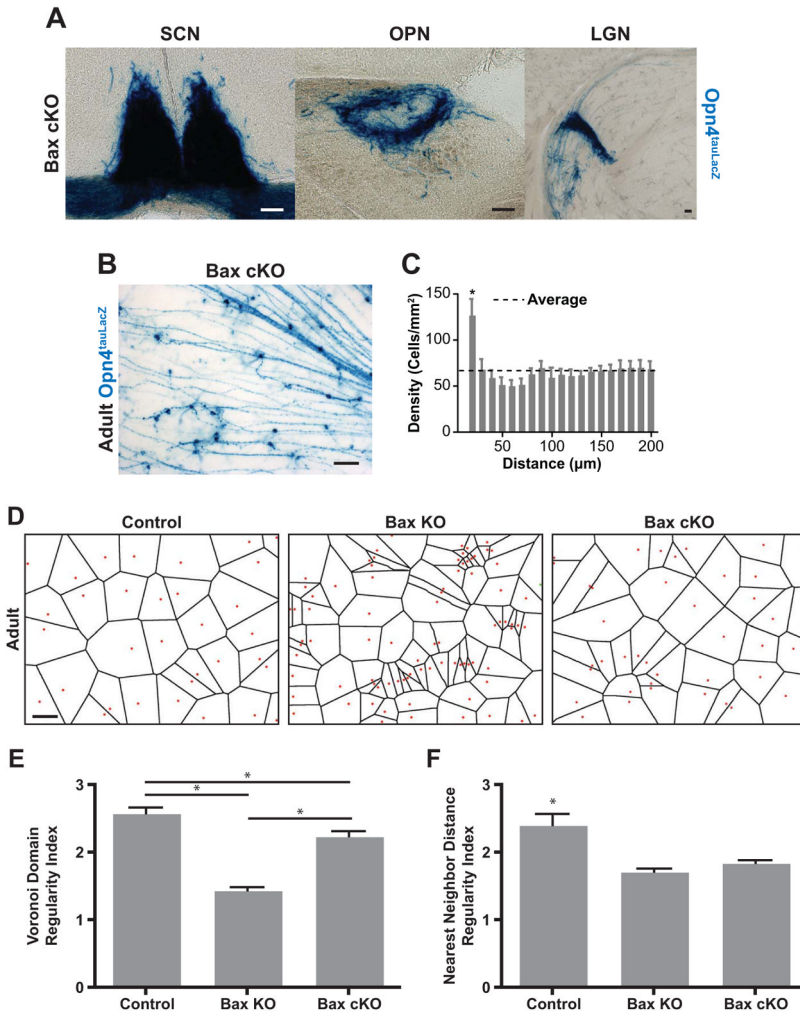 A
SCN
OPN
LGN
Bax cKO
Opn4tauLacZ
B
Bax cKO
Adult Opn4tauLacZ
C
150
100
50
0
*
Average
Density (Cells/mm²)
50
100
150
200
Distance (µm)
D
Control
Bax KO
Bax cKO
Adult
E
3
2
1
0
*
*
*
Voronoi Domain
Regularity Index
Control
Bax KO
Bax cKO
F
3
2
1
0
*
Nearest Neighbor Distance
Regularity Index
Control
Bax KO
Bax cKO